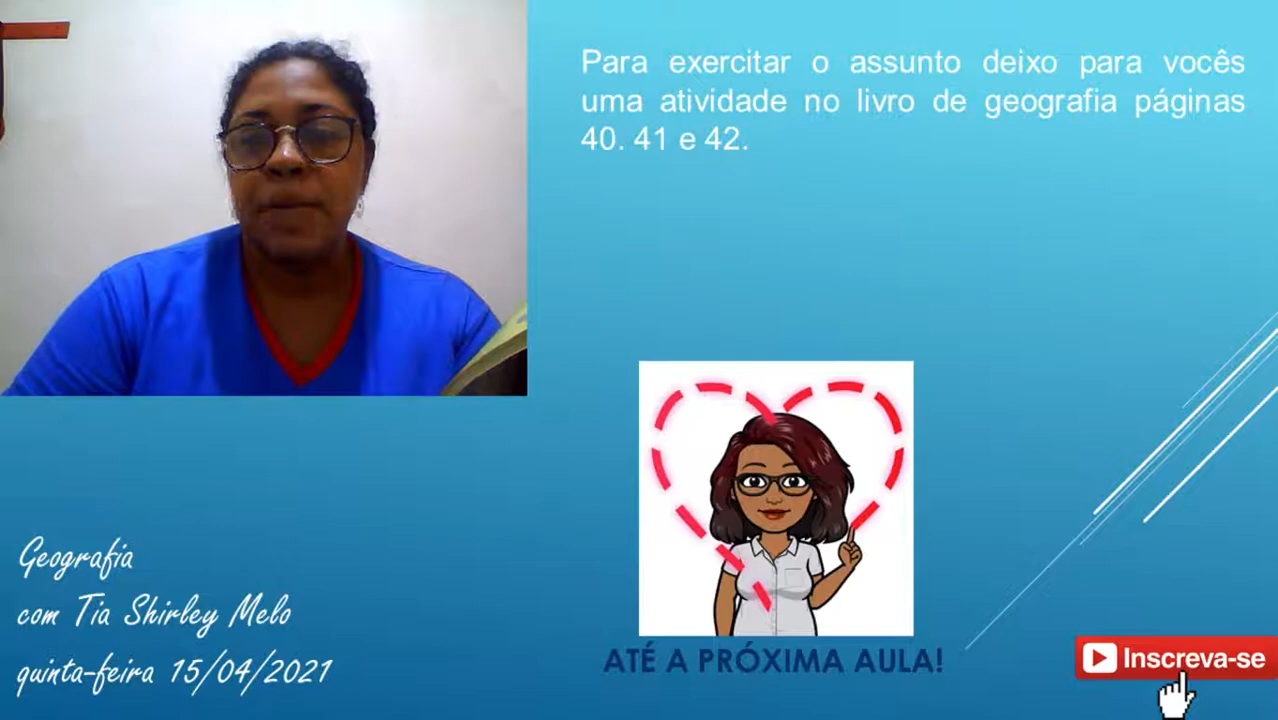 Para exercitar o assunto deixo para vocês
uma atividade no livro de geografia páginas
40. 41 e 42.
Geografia
com Tia Shirley Melo
quinta-feira 15/04/2021
ATÉ A PRÓXIMA AULA!
Inscreva-se